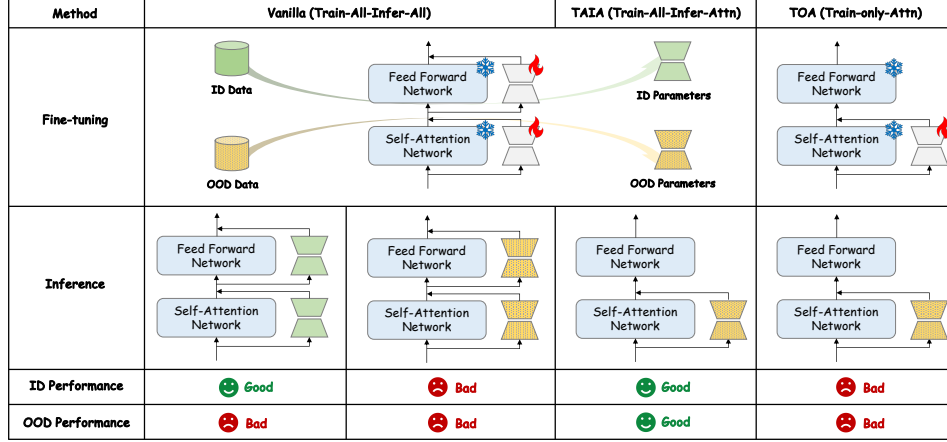 Method
Vanilla (Train-All-Infer-All)
TAIA (Train-All-Infer-Attn)
TOA (Train-only-Attn)
Fine-tuning
ID Data
OOD Data
Feed Forward
Network
Self-Attention
Network
ID Parameters
OOD Parameters
Feed Forward
Network
Self-Attention
Network
Inference
Feed Forward
Network
Self-Attention
Network
Feed Forward
Network
Self-Attention
Network
Feed Forward
Network
Self-Attention
Network
Feed Forward
Network
Self-Attention
Network
ID Performance
Good
Bad
Good
Bad
OOD Performance
Bad
Bad
Good
Bad